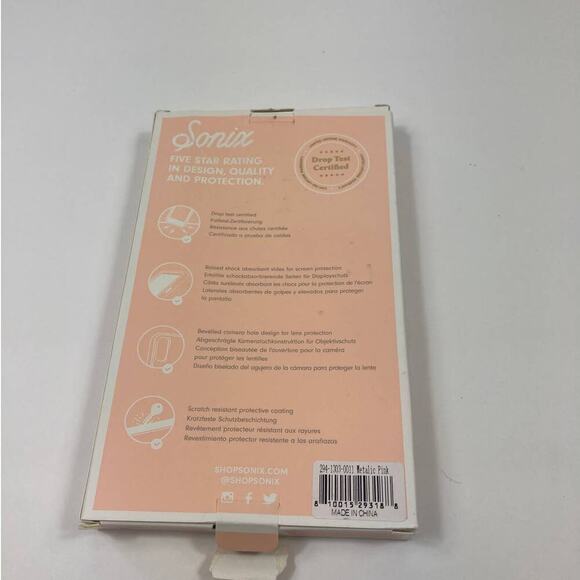 Sonix
FIVE STAR RATING
IN DESIGN, QUALITY
AND PROTECTION.
Drop Test
Certified
Drop test certified
Falltest-Zertifizierung
Résistance aux chutes certifiée
Certificado a prueba de caídas
Raised shock absorbent sides for screen protection
Erhöhte schockabsorbierende Seiten für Displayschutz
Côtés surélevés absorbant les chocs pour la protection de l'écran
Laterales absorbentes de golpes y elevados para proteger
la pantalla
Bevelled camera hole design for lens protection
Abgeschrägte Kameralochkonstruktion für Objektivschutz
Conception biseautée de l'ouverture pour la caméra
pour protéger les lentilles
Diseño biselado del agujero de la cámara para proteger la lente
Scratch resistant protective coating
Kratzfeste Schutzbeschichtung
Revêtement protecteur résistant aux rayures
Revestimiento protector resistente a los arañazos
SHOPSONIX.COM
@SHOPSONIX
294-1303-0011 Metalic Pink
8 10015 29318 8
MADE IN CHINA